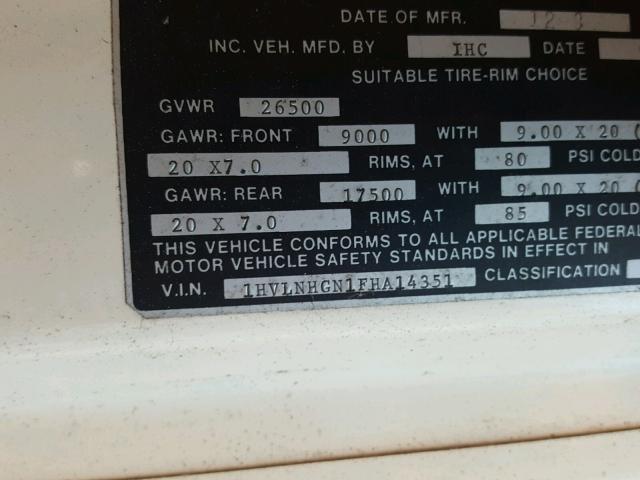 DATE OF MFR. 12-3
INC. VEH. MFD. BY IHC DATE
SUITABLE TIRE-RIM CHOICE
GVWR 26500
GAWR: FRONT 9000 WITH 9.00 X 20 (
20 X7.0 RIMS, AT 80 PSI COLD
GAWR: REAR 17500 WITH 9.00 X 20 (
20 X 7.0 RIMS, AT 85 PSI COLD
THIS VEHICLE CONFORMS TO ALL APPLICABLE FEDERAL
MOTOR VEHICLE SAFETY STANDARDS IN EFFECT IN
V.I.N. 1HVLNHGN1FHA14351 CLASSIFICATION